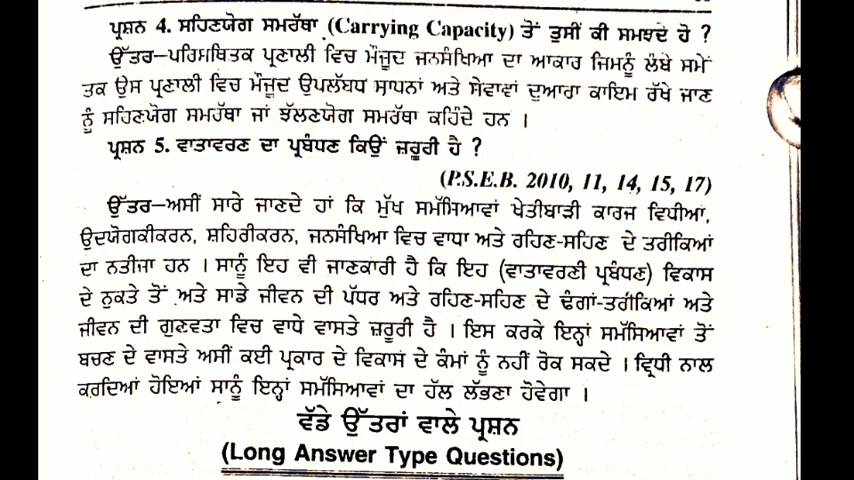 ਪ੍ਰਸ਼ਨ 4. ਸਹਿਣਯੋਗ ਸਮਰੱਥਾ (Carrying Capacity) ਤੋਂ ਤੁਸੀਂ ਕੀ ਸਮਝਦੇ ਹੋ ?
ਉੱਤਰ—ਪਰਿਸਥਿਤਕ ਪ੍ਰਣਾਲੀ ਵਿਚ ਮੌਜੂਦ ਜਨਸੰਖਿਆ ਦਾ ਆਕਾਰ ਜਿਸਨੂੰ ਲੰਬੇ ਸਮੇਂ
ਤਕ ਉਸ ਪ੍ਰਣਾਲੀ ਵਿਚ ਮੌਜੂਦ ਉਪਲੱਬਧ ਸਾਧਨਾਂ ਅਤੇ ਸੇਵਾਵਾਂ ਦੁਆਰਾ ਕਾਇਮ ਰੱਖੇ ਜਾਣ
ਨੂੰ ਸਹਿਣਯੋਗ ਸਮਰੱਥਾ ਜਾਂ ਝੱਲਣਯੋਗ ਸਮਰੱਥਾ ਕਹਿੰਦੇ ਹਨ ।
ਪ੍ਰਸ਼ਨ 5. ਵਾਤਾਵਰਣ ਦਾ ਪ੍ਰਬੰਧਣ ਕਿਉਂ ਜ਼ਰੂਰੀ ਹੈ ?
(P.S.E.B. 2010, 11, 14, 15, 17)
ਉੱਤਰ—ਅਸੀਂ ਸਾਰੇ ਜਾਣਦੇ ਹਾਂ ਕਿ ਮੁੱਖ ਸਮੱਸਿਆਵਾਂ ਖੇਤੀਬਾੜੀ ਕਾਰਜ ਵਿਧੀਆਂ,
ਉਦਯੋਗਕੀਕਰਨ, ਸ਼ਹਿਰੀਕਰਨ, ਜਨਸੰਖਿਆ ਵਿਚ ਵਾਧਾ ਅਤੇ ਰਹਿਣ-ਸਹਿਣ ਦੇ ਤਰੀਕਿਆਂ
ਦਾ ਨਤੀਜਾ ਹਨ । ਸਾਨੂੰ ਇਹ ਵੀ ਜਾਣਕਾਰੀ ਹੈ ਕਿ ਇਹ (ਵਾਤਾਵਰਣੀ ਪ੍ਰਬੰਧਣ) ਵਿਕਾਸ
ਦੇ ਨੁਕਤੇ ਤੋਂ ਅਤੇ ਸਾਡੇ ਜੀਵਨ ਦੀ ਪੱਧਰ ਅਤੇ ਰਹਿਣ-ਸਹਿਣ ਦੇ ਢੰਗਾਂ-ਤਰੀਕਿਆਂ ਅਤੇ
ਜੀਵਨ ਦੀ ਗੁਣਵਤਾ ਵਿਚ ਵਾਧੇ ਵਾਸਤੇ ਜ਼ਰੂਰੀ ਹੈ । ਇਸ ਕਰਕੇ ਇਨ੍ਹਾਂ ਸਮੱਸਿਆਵਾਂ ਤੋਂ
ਬਚਣ ਦੇ ਵਾਸਤੇ ਅਸੀਂ ਕਈ ਪ੍ਰਕਾਰ ਦੇ ਵਿਕਾਸ ਦੇ ਕੰਮਾਂ ਨੂੰ ਨਹੀਂ ਰੋਕ ਸਕਦੇ । ਵ੍ਰਿਧੀ ਨਾਲ
ਕਰਦਿਆਂ ਹੋਇਆਂ ਸਾਨੂੰ ਇਨ੍ਹਾਂ ਸਮੱਸਿਆਵਾਂ ਦਾ ਹੱਲ ਲੱਭਣਾ ਹੋਵੇਗਾ ।
ਵੱਡੇ ਉੱਤਰਾਂ ਵਾਲੇ ਪ੍ਰਸ਼ਨ
(Long Answer Type Questions)